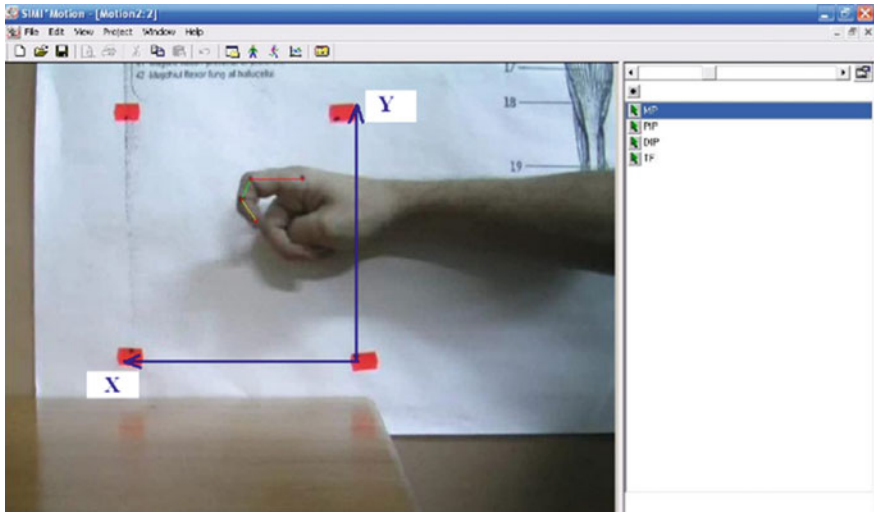 SIMI°Motion - [Motion2:2]
File Edit View Project Window Help
17
18
19
Y
X
MP
PIP
DIP
TF